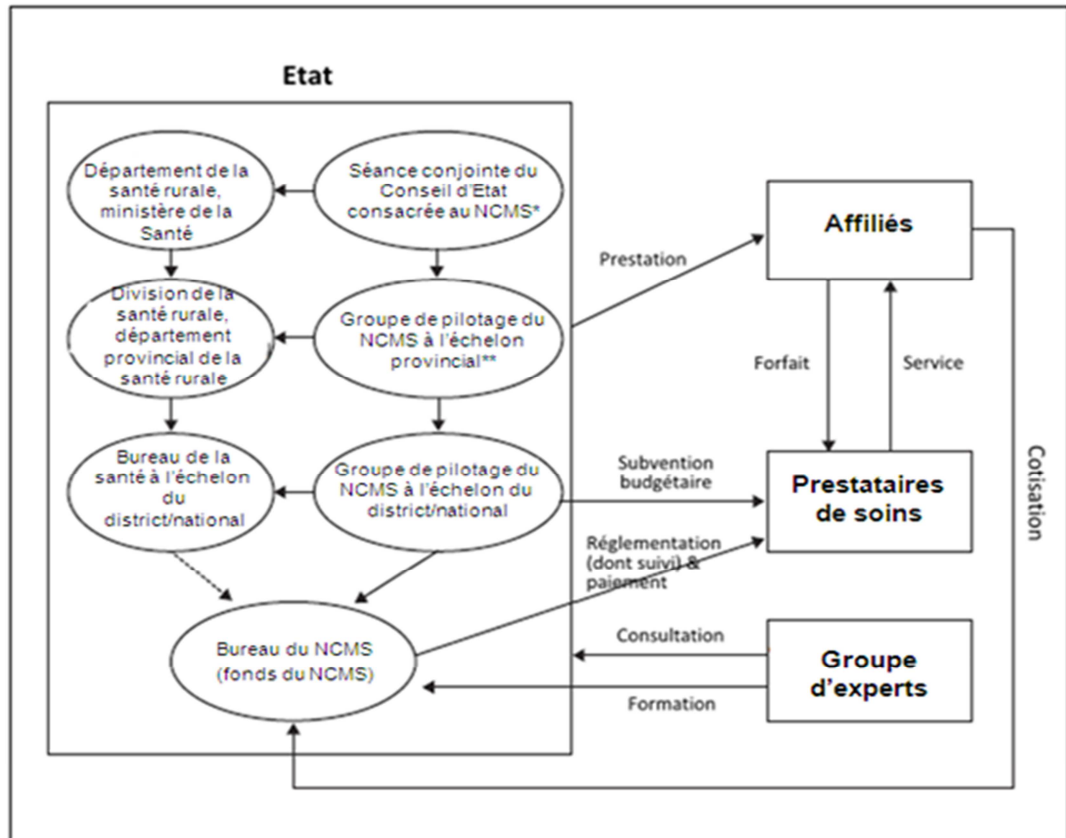 Etat
Département de la
santé rurale,
ministère de la
Santé
Séance conjointe du
Conseil d'Etat
consacrée au NCMS*
Affiliés
Prestation
Division de la
santé rurale,
département
provincial de la
santé rurale
Groupe de pilotage du
NCMS à l'échelon
provincial**
Forfait
Service
Bureau de la
santé à l'échelon
du
district/national
Groupe de pilotage du
NCMS à l'échelon du
district/national
Subvention
budgétaire
Prestataires
de soins
Cotisation
Réglementation
(dont suivi) &
paiement
Bureau du NCMS
(fonds du NCMS)
Consultation
Formation
Groupe
d'experts